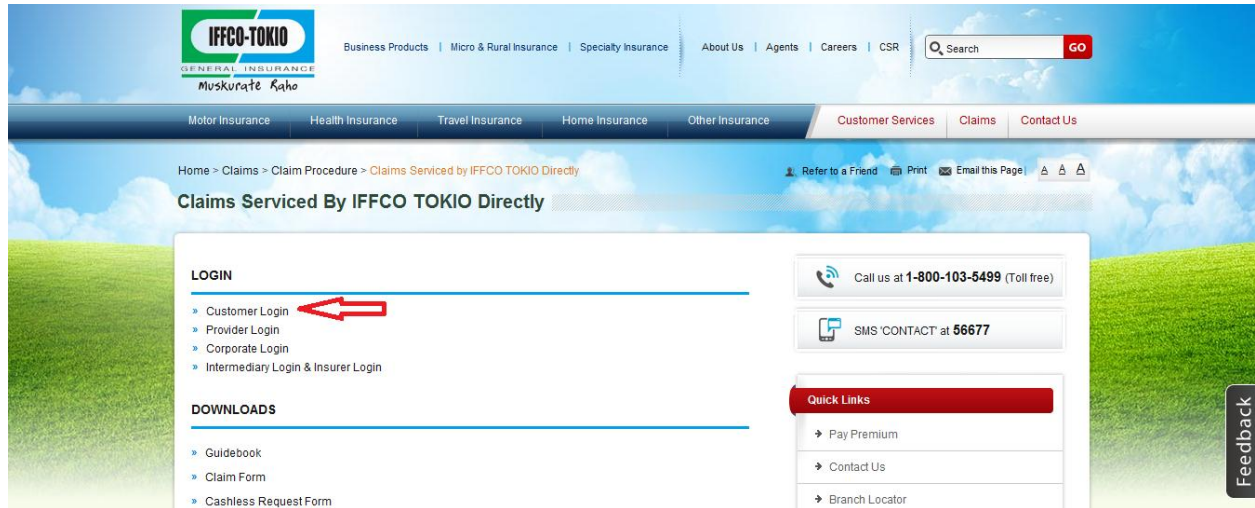 IFFCO-TOKIO
GENERAL INSURANCE
Muskurate Raho
Business Products | Micro & Rural Insurance | Specialty Insurance
About Us | Agents | Careers | CSR
Search
GO
Motor Insurance Health Insurance Travel Insurance Home Insurance Other Insurance
Customer Services Claims Contact Us
Home > Claims > Claim Procedure > Claims Serviced by IFFCO TOKIO Directly
Refer to a Friend Print Email this Page| A A A
Claims Serviced By IFFCO TOKIO Directly
LOGIN
» Customer Login
» Provider Login
» Corporate Login
» Intermediary Login & Insurer Login
DOWNLOADS
» Guidebook
» Claim Form
» Cashless Request Form
Call us at 1-800-103-5499 (Toll free)
SMS 'CONTACT' at 56677
Quick Links
Pay Premium
Contact Us
Branch Locator
Feedback